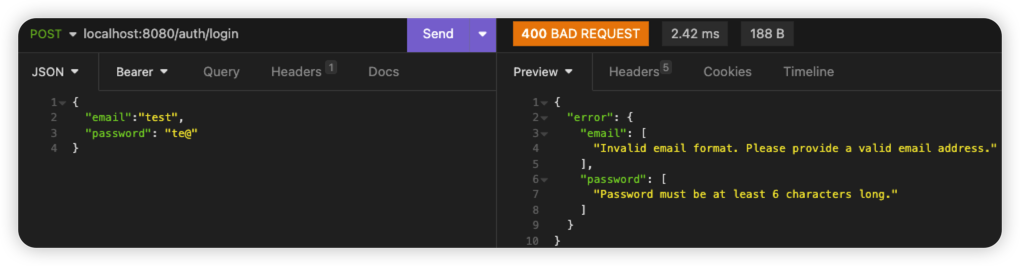 POST localhost:8080/auth/login Send 400 BAD REQUEST 2.42 ms 188 B
JSON Bearer Query Headers 1 Docs
1 {
2 "email":"test",
3 "password": "te@"
4 }
Preview Headers 5 Cookies Timeline
1 {
2 "error": {
3 "email": [
4 "Invalid email format. Please provide a valid email address."
5 ],
6 "password": [
7 "Password must be at least 6 characters long."
8 ]
9 }
10 }